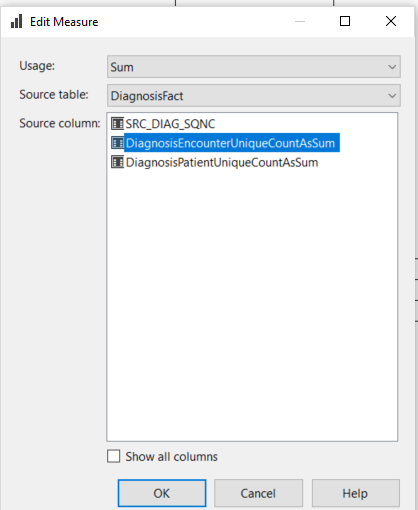 Edit Measure
Usage: Sum
Source table: DiagnosisFact
Source column: SRC_DIAG_SQNC
DiagnosisEncounterUniqueCountAsSum
DiagnosisPatientUniqueCountAsSum
Show all columns
OK Cancel Help